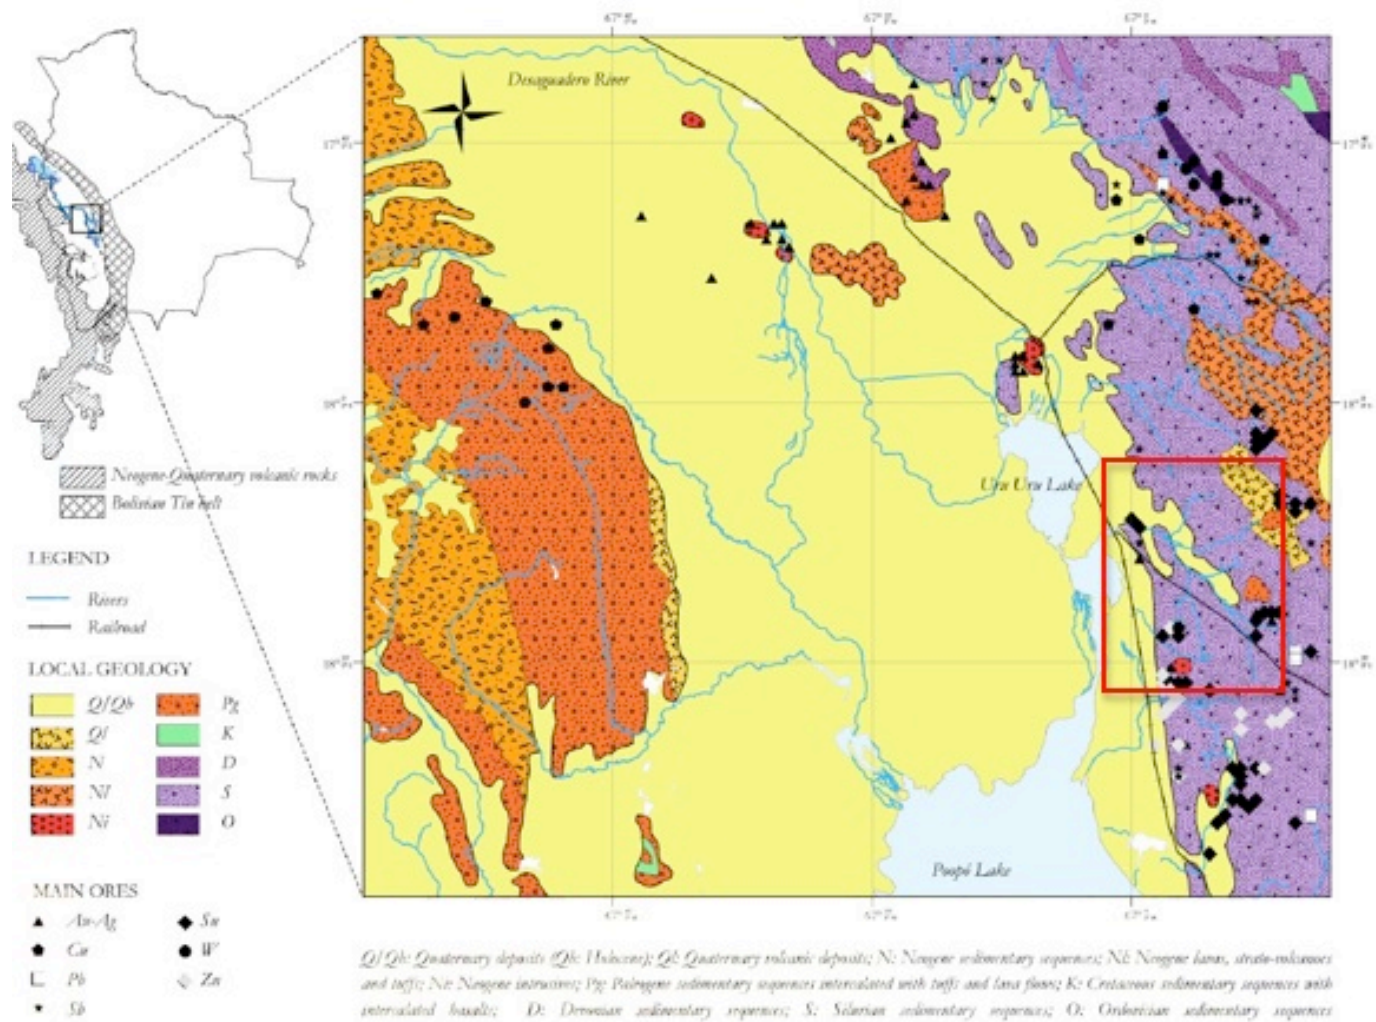 Disaguadero River
Uru Uru Lake
Poopó Lake
Neogene-Quaternary volcanic rocks
Bolivian Tin belt
LEGEND
Rivers
Railroad
LOCAL GEOLOGY
Q/Qh
Pg
Ql
K
N
D
Nl
S
Ni
O
MAIN ORES
Au-Ag
Sn
Cu
W
Pb
Zn
Sb
Q/Qh: Quaternary deposits (Qh: Holocene); Ql: Quaternary volcanic deposits; N: Neogene sedimentary sequences; Nl: Neogene lavas, strato-volcanoes
and tuffs; Ni: Neogene intrusives; Pg: Paleogene sedimentary sequences intercalated with tuffs and lava flows; K: Cretaceous sedimentary sequences with
intercalated basalts; D: Devonian sedimentary sequences; S: Silurian sedimentary sequences; O: Ordovician sedimentary sequences